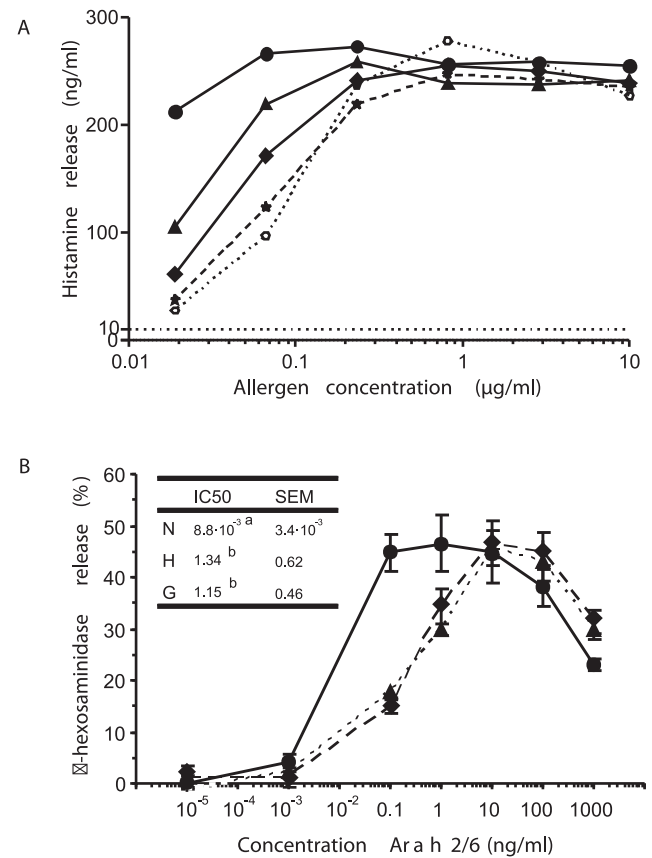 A
Histamine release (ng/ml)
300
200
100
10
0
0.01 0.1 1 10
Allergen concentration (µg/ml)
B
☒-hexosaminidase release (%)
60
50
40
30
20
10
0
IC50 SEM
N 8.8·10⁻³ a 3.4·10⁻³
H 1.34 b 0.62
G 1.15 b 0.46
10⁻⁵ 10⁻⁴ 10⁻³ 10⁻² 0.1 1 10 100 1000
Concentration Ara h 2/6 (ng/ml)